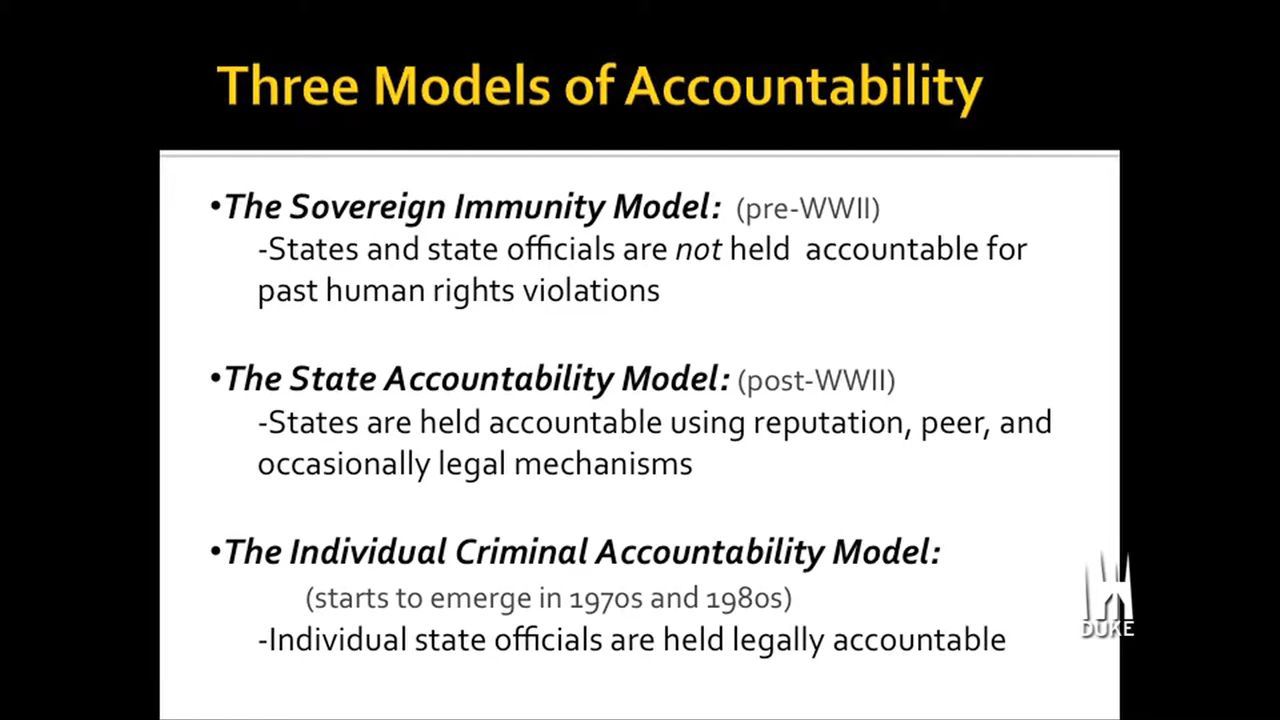 Three Models of Accountability
•The Sovereign Immunity Model: (pre-WWII)
-States and state officials are not held accountable for
past human rights violations
•The State Accountability Model: (post-WWII)
-States are held accountable using reputation, peer, and
occasionally legal mechanisms
•The Individual Criminal Accountability Model:
(starts to emerge in 1970s and 1980s)
-Individual state officials are held legally accountable
DUKE